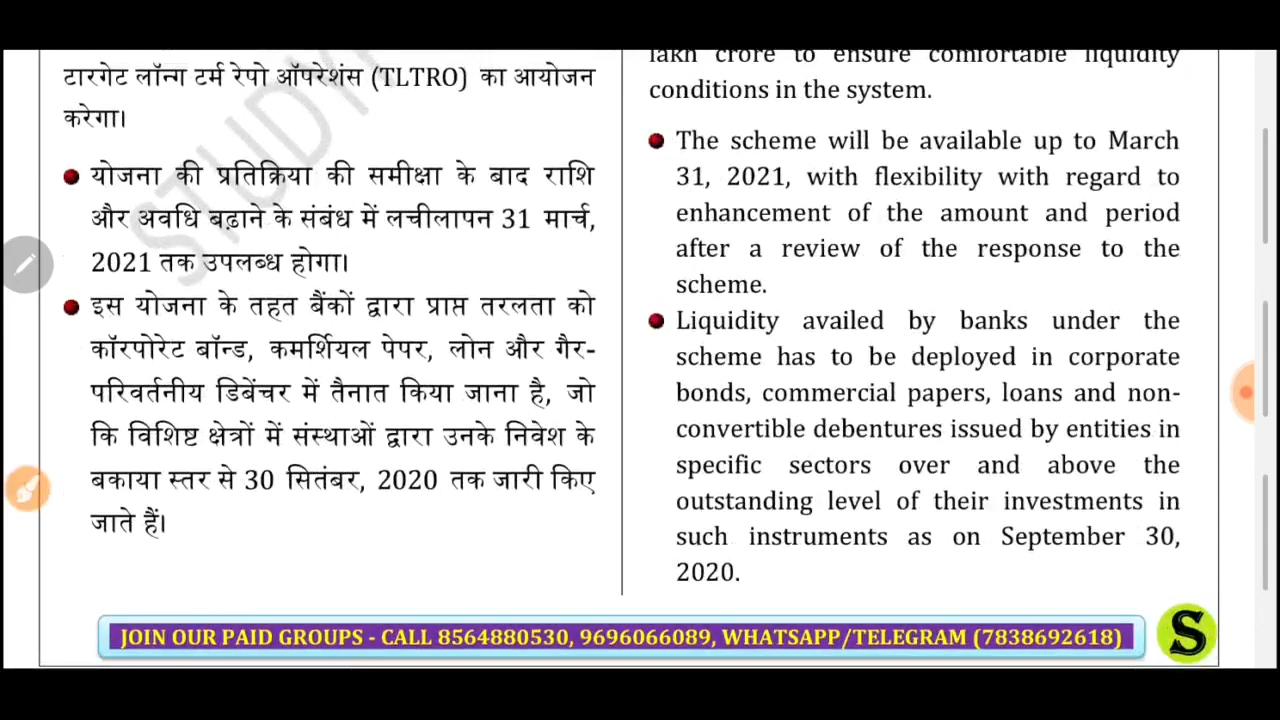 टारगेट लॉन्ग टर्म रेपो ऑपरेशंस (TLTRO) का आयोजन
करेगा।
योजना की प्रतिक्रिया की समीक्षा के बाद राशि
और अवधि बढ़ाने के संबंध में लचीलापन 31 मार्च,
2021 तक उपलब्ध होगा।
इस योजना के तहत बैंकों द्वारा प्राप्त तरलता को
कॉरपोरेट बॉन्ड, कमर्शियल पेपर, लोन और गैर-
परिवर्तनीय डिबेंचर में तैनात किया जाना है, जो
कि विशिष्ट क्षेत्रों में संस्थाओं द्वारा उनके निवेश के
बकाया स्तर से 30 सितंबर, 2020 तक जारी किए
जाते हैं।
lakh crore to ensure comfortable liquidity
conditions in the system.
The scheme will be available up to March
31, 2021, with flexibility with regard to
enhancement of the amount and period
after a review of the response to the
scheme.
Liquidity availed by banks under the
scheme has to be deployed in corporate
bonds, commercial papers, loans and non-
convertible debentures issued by entities in
specific sectors over and above the
outstanding level of their investments in
such instruments as on September 30,
2020.
STUDY
JOIN OUR PAID GROUPS - CALL 8564880530, 9696066089, WHATSAPP/TELEGRAM (7838692618)
S